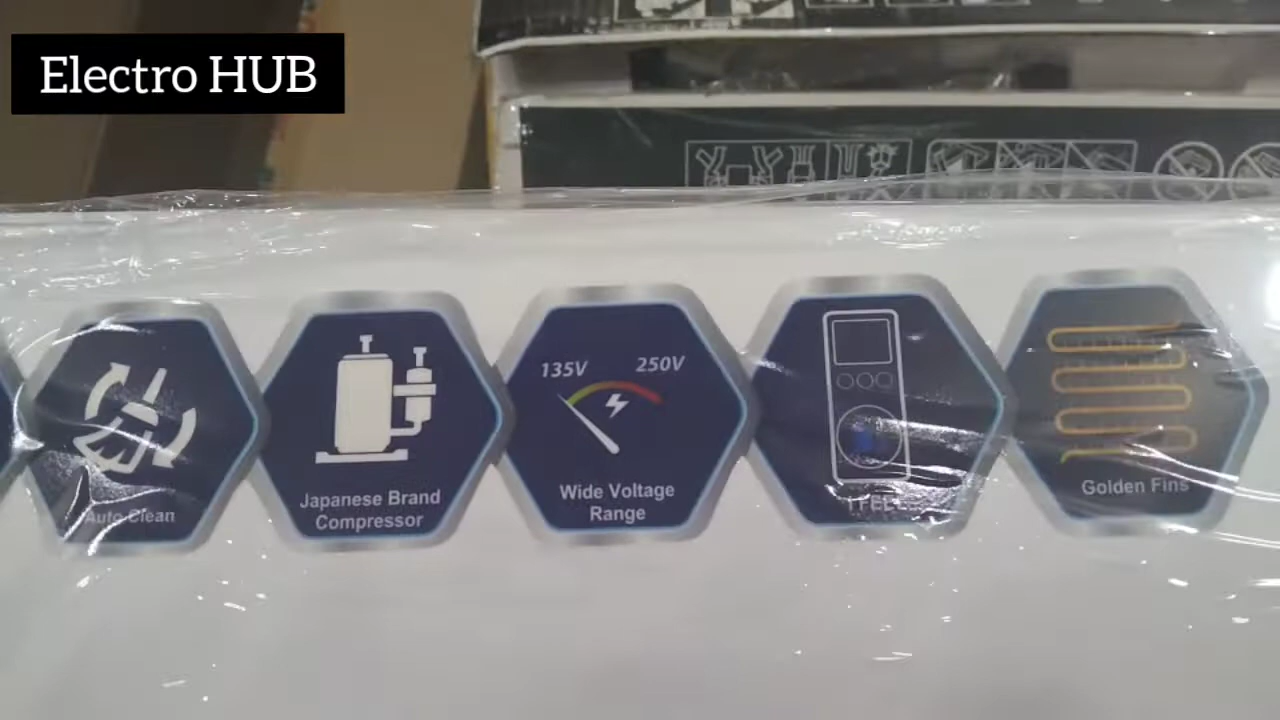 Electro HUB
135V
250V
Auto Clean
Japanese Brand
Compressor
Wide Voltage
Range
Golden Fins